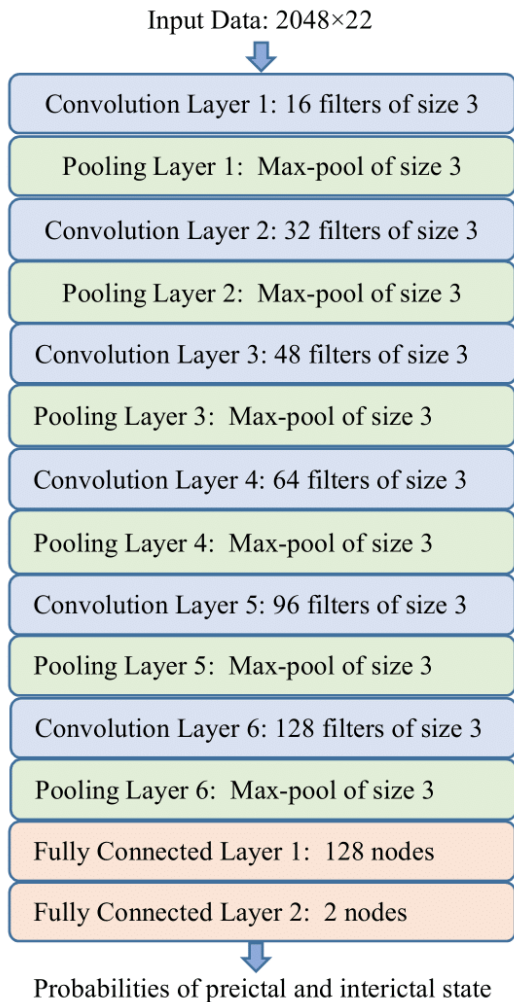 Input Data: 2048×22
Convolution Layer 1: 16 filters of size 3
Pooling Layer 1: Max-pool of size 3
Convolution Layer 2: 32 filters of size 3
Pooling Layer 2: Max-pool of size 3
Convolution Layer 3: 48 filters of size 3
Pooling Layer 3: Max-pool of size 3
Convolution Layer 4: 64 filters of size 3
Pooling Layer 4: Max-pool of size 3
Convolution Layer 5: 96 filters of size 3
Pooling Layer 5: Max-pool of size 3
Convolution Layer 6: 128 filters of size 3
Pooling Layer 6: Max-pool of size 3
Fully Connected Layer 1: 128 nodes
Fully Connected Layer 2: 2 nodes
Probabilities of preictal and interictal state